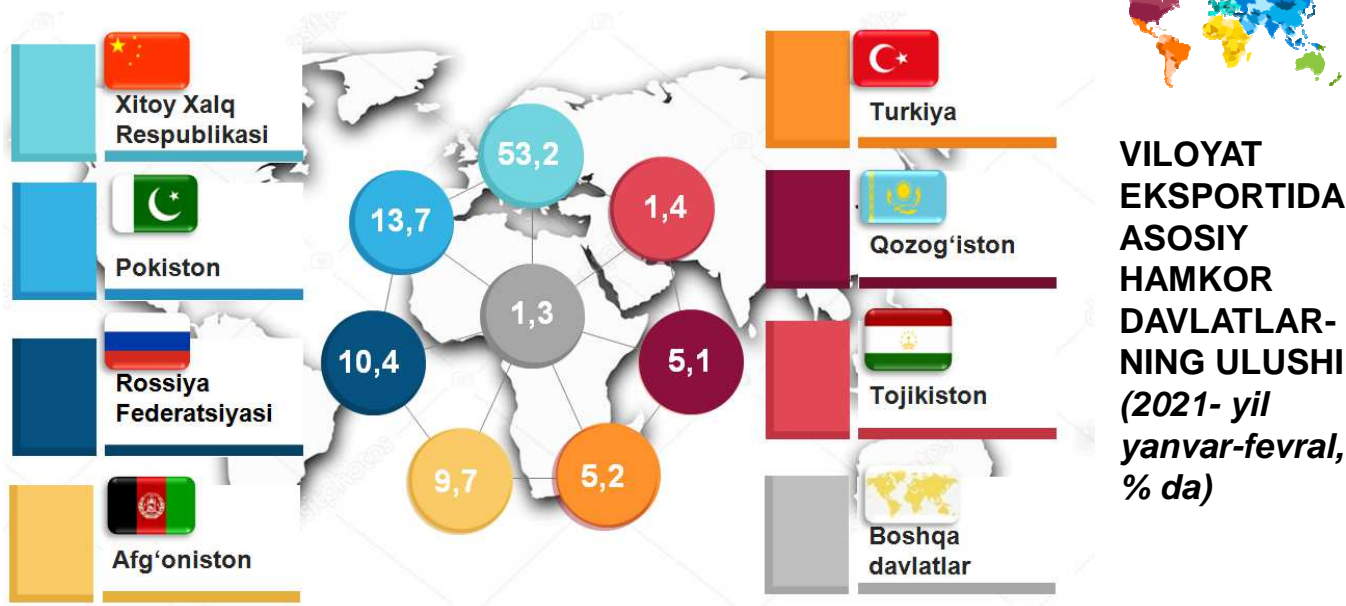 Xitoy Xalq
Respublikasi
Pokiston
Rossiya
Federatsiyasi
Afg‘oniston
53,2
13,7
1,4
1,3
10,4
5,1
9,7
5,2
Turkiya
Qozog‘iston
Tojikiston
Boshqa
davlatlar
VILOYAT
EKSPORTIDA
ASOSIY
HAMKOR
DAVLATLAR-
NING ULUSHI
(2021- yil
yanvar-fevral,
% da)